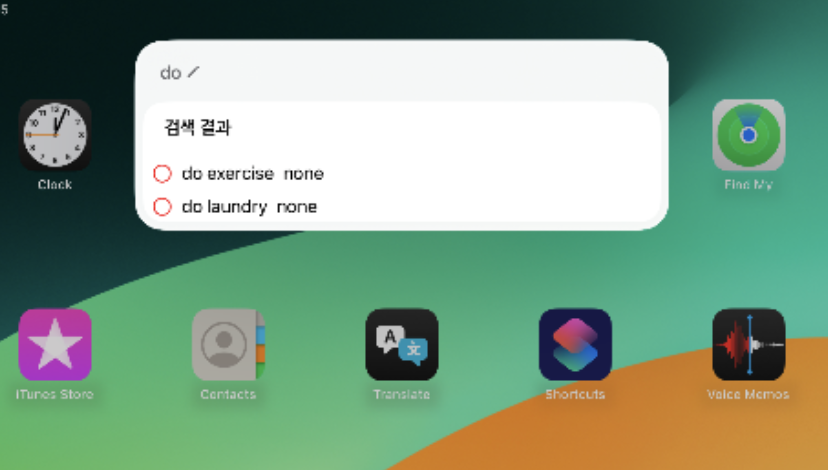 5
do /
검색 결과
do exercise none
do laundry none
Clock
Find My
iTunes Store
Contacts
Translate
Shortcuts
Voice Memos